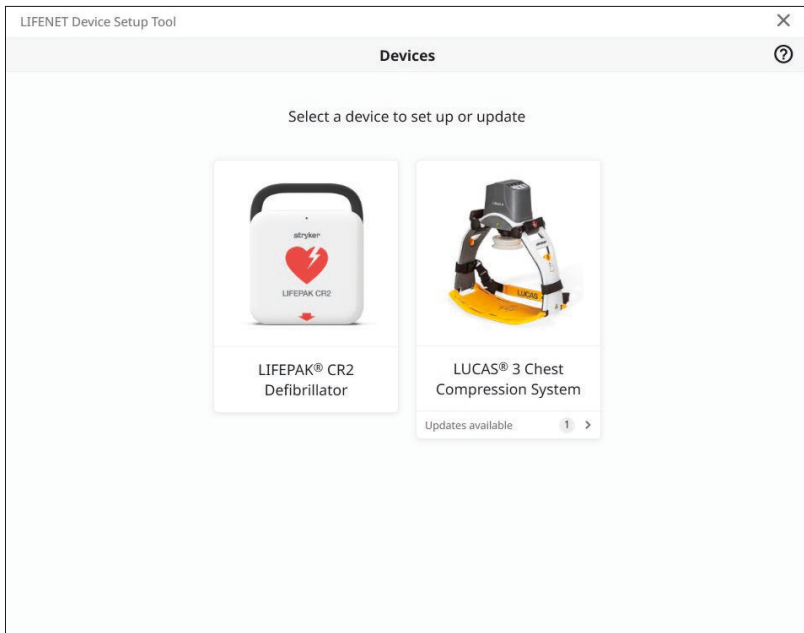 LIFENET Device Setup Tool
Devices
Select a device to set up or update
stryker
LIFEPAK CR2
LUCAS
LIFEPAK® CR2
Defibrillator
LUCAS® 3 Chest
Compression System
Updates available 1